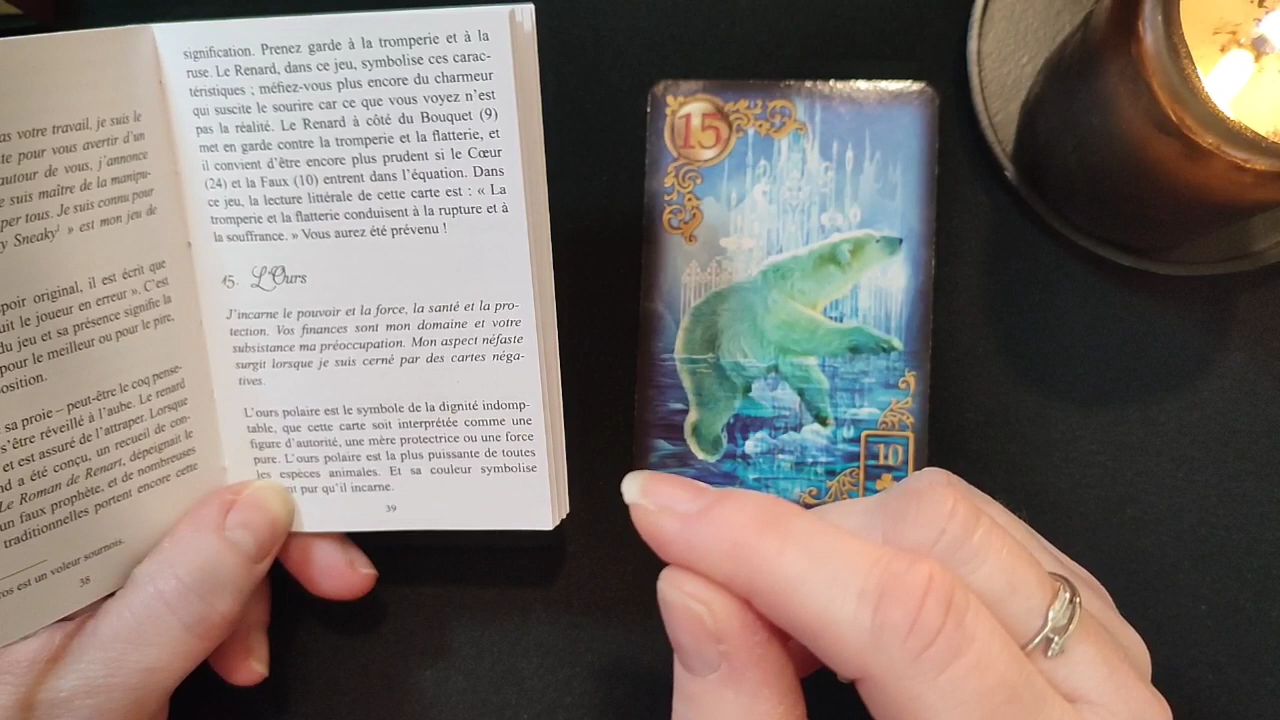 as votre travail, je suis le
te pour vous avertir d'un
autour de vous, j'annonce
e suis maître de la manipu-
per tous. Je suis connu pour
y Sneaky¹ » est mon jeu de
poir original, il est écrit que
uit le joueur en erreur ». C'est
du jeu et sa présence signifie la
pour le meilleur ou pour le pire,
osition.
sa proie – peut-être le coq pense-
s'être réveillé à l'aube. Le renard
et est assuré de l'attraper. Lorsque
nd a été conçu, un recueil de con-
Le Roman de Renart, dépeignait le
un faux prophète, et de nombreuses
traditionnelles portent encore cette
os est un voleur sournois.
38
signification. Prenez garde à la tromperie et à la
ruse. Le Renard, dans ce jeu, symbolise ces carac-
téristiques ; méfiez-vous plus encore du charmeur
qui suscite le sourire car ce que vous voyez n'est
pas la réalité. Le Renard à côté du Bouquet (9)
met en garde contre la tromperie et la flatterie, et
il convient d'être encore plus prudent si le Cœur
(24) et la Faux (10) entrent dans l'équation. Dans
ce jeu, la lecture littérale de cette carte est : « La
tromperie et la flatterie conduisent à la rupture et à
la souffrance. » Vous aurez été prévenu !
15. L'Ours
J'incarne le pouvoir et la force, la santé et la pro-
tection. Vos finances sont mon domaine et votre
subsistance ma préoccupation. Mon aspect néfaste
surgit lorsque je suis cerné par des cartes néga-
tives.
L'ours polaire est le symbole de la dignité indomp-
table, que cette carte soit interprétée comme une
figure d'autorité, une mère protectrice ou une force
pure. L'ours polaire est la plus puissante de toutes
les espèces animales. Et sa couleur symbolise
nt pur qu'il incarne.
39
15
10